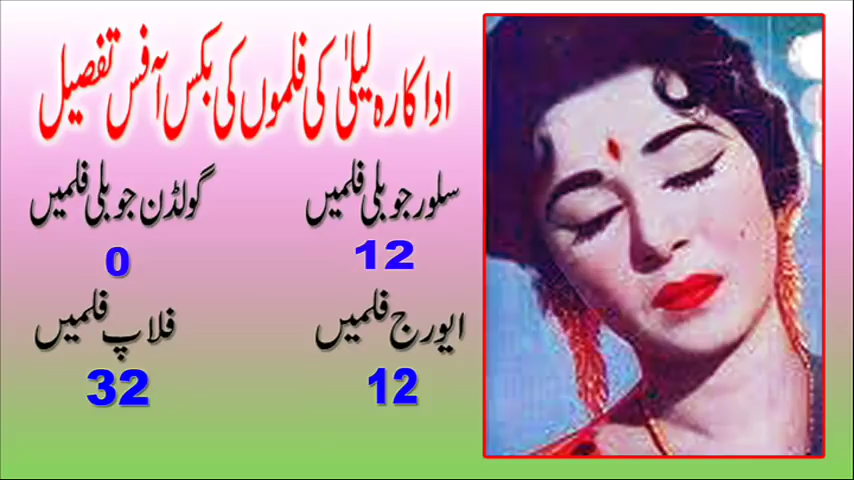 اداکارہ لیلیٰ کی فلموں کی بکس آفس تفصیل
سلور جوبلی فلمیں
12
گولڈن جوبلی فلمیں
0
ایورج فلمیں
12
فلاپ فلمیں
32